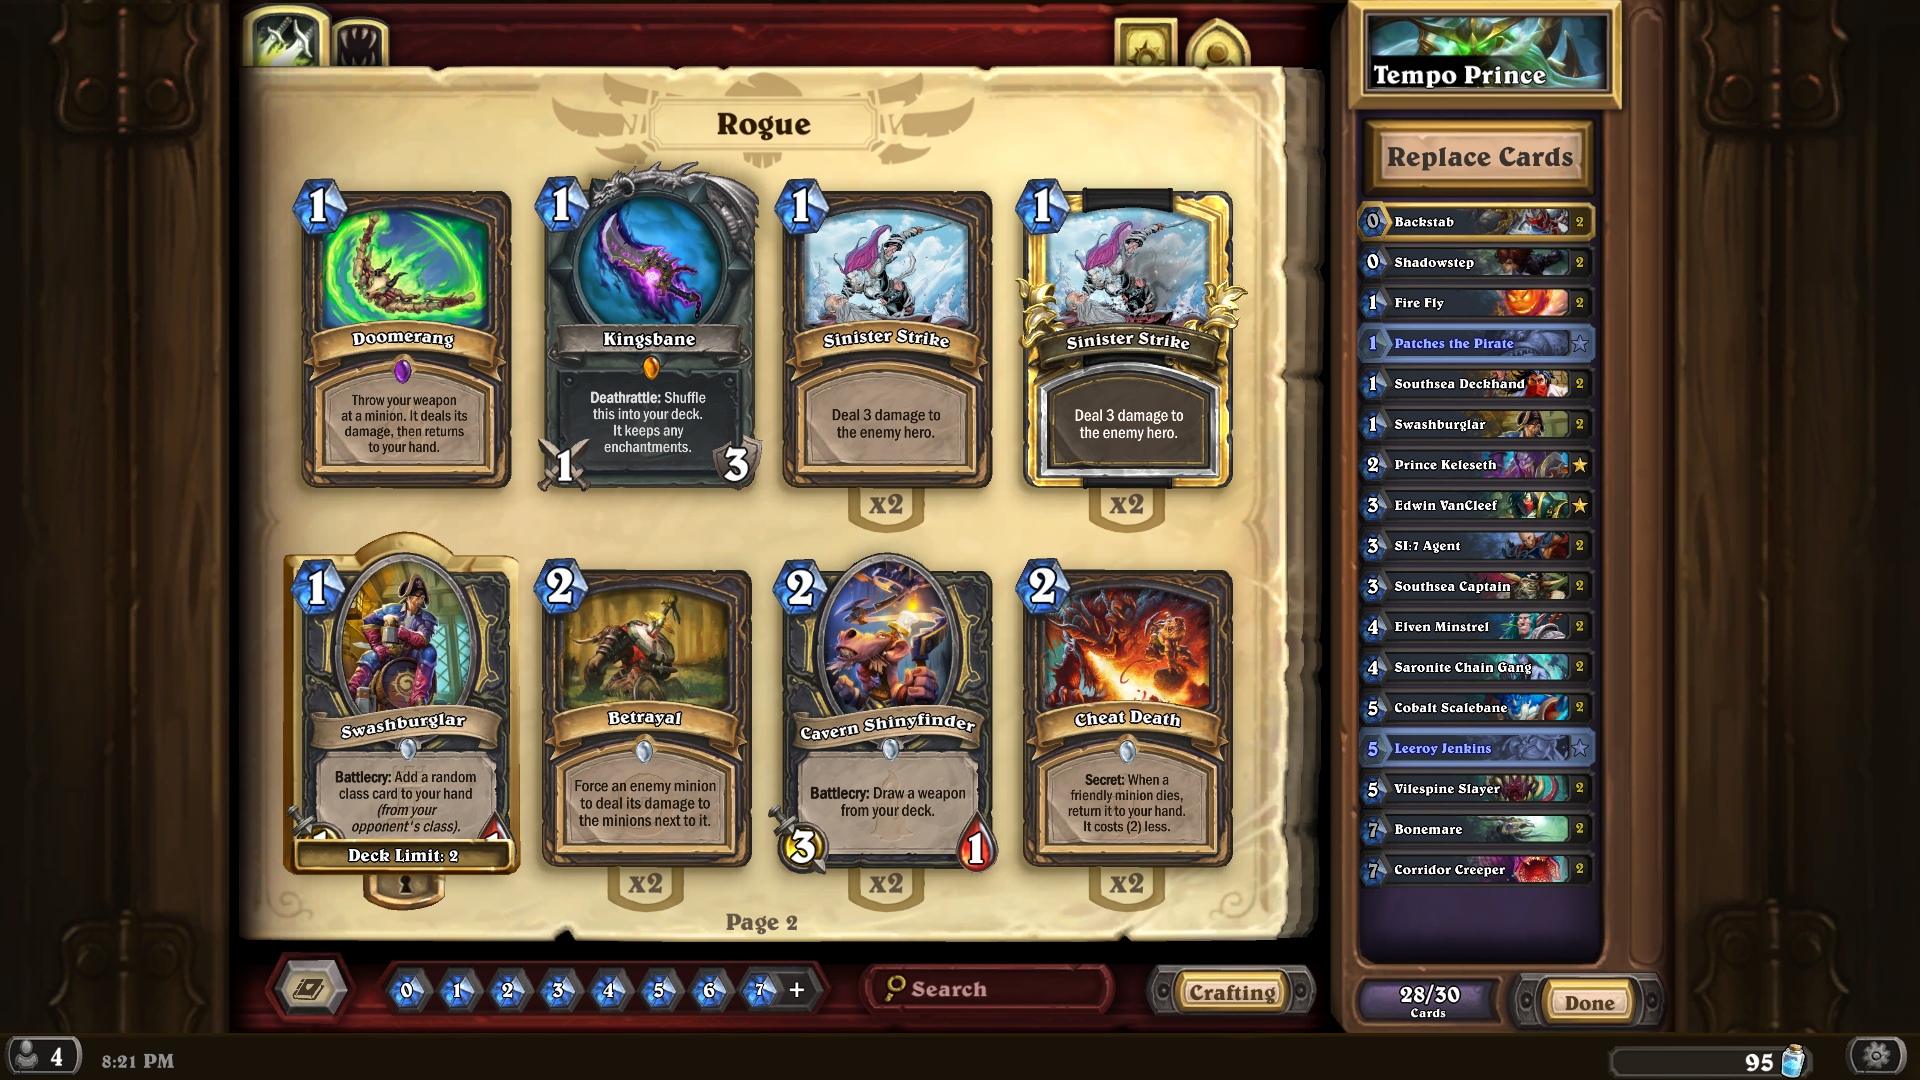 Tempo Prince
Rogue
Replace Cards
1
Doomerang
Throw your weapon
at a minion. It deals its
damage, then returns
to your hand.
1
Kingsbane
Deathrattle: Shuffle
this into your deck.
It keeps any
enchantments.
1
3
1
Sinister Strike
Deal 3 damage to
the enemy hero.
x2
1
Sinister Strike
Deal 3 damage to
the enemy hero.
x2
1
Swashburglar
Battlecry: Add a random
class card to your hand
(from your
opponent's class).
1
1
Deck Limit: 2
2
Betrayal
Force an enemy minion
to deal its damage to
the minions next to it.
x2
2
Cavern Shinyfinder
Battlecry: Draw a weapon
from your deck.
3
1
x2
2
Cheat Death
Secret: When a
friendly minion dies,
return it to your hand.
It costs (2) less.
x2
Page 2
0 Backstab 2
0 Shadowstep 2
1 Fire Fly 2
1 Patches the Pirate
1 Southsea Deckhand 2
1 Swashburglar 2
2 Prince Keleseth
3 Edwin VanCleef
3 SI:7 Agent 2
3 Southsea Captain 2
4 Elven Minstrel 2
4 Saronite Chain Gang 2
5 Cobalt Scalebane 2
5 Leeroy Jenkins
5 Vilespine Slayer 2
7 Bonemare 2
7 Corridor Creeper 2
0 1 2 3 4 5 6 7 +
Search
Crafting
28/30
Cards
Done
4
8:21 PM
95